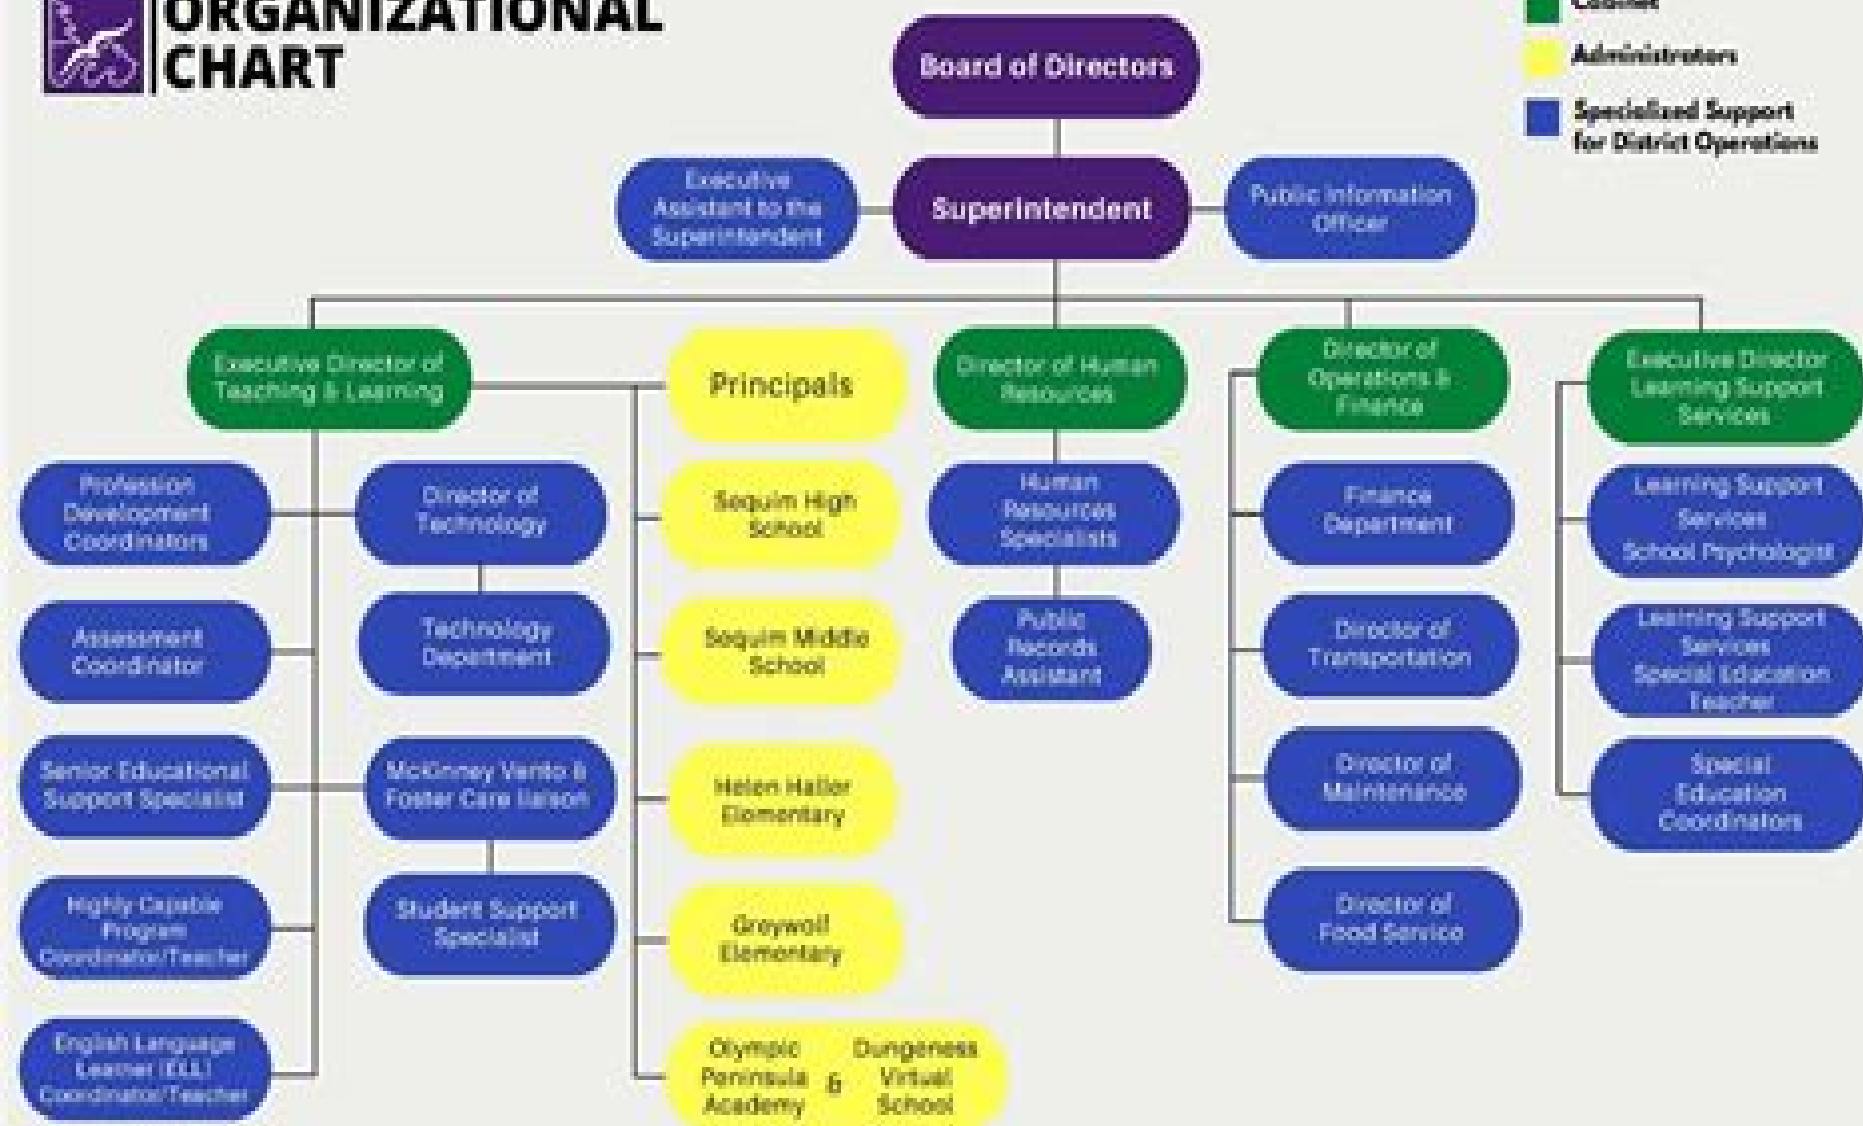 ORGANIZATIONAL
CHART
Cabinet
Administrators
Specialized Support
for District Operations
Board of Directors
Executive
Assistant to the
Superintendent
Superintendent
Public Information
Officer
Executive Director of
Teaching & Learning
Principals
Director of Human
Resources
Director of
Operations &
Finance
Executive Director
Learning Support
Services
Profession
Development
Coordinators
Director of
Technology
Sequim High
School
Human
Resources
Specialists
Finance
Department
Learning Support
Services
School Psychologist
Assessment
Coordinator
Technology
Department
Sequim Middle
School
Public
Records
Assistant
Director of
Transportation
Learning Support
Services
Special Education
Teacher
Senior Educational
Support Specialist
McKinney Vento &
Foster Care liaison
Helen Haller
Elementary
Director of
Maintenance
Special
Education
Coordinators
Highly Capable
Program
Coordinator/Teacher
Student Support
Specialist
Greywolf
Elementary
Director of
Food Service
English Language
Learner (ELL)
Coordinator/Teacher
Olympic
Peninsula
Academy
&
Dungeness
Virtual
School